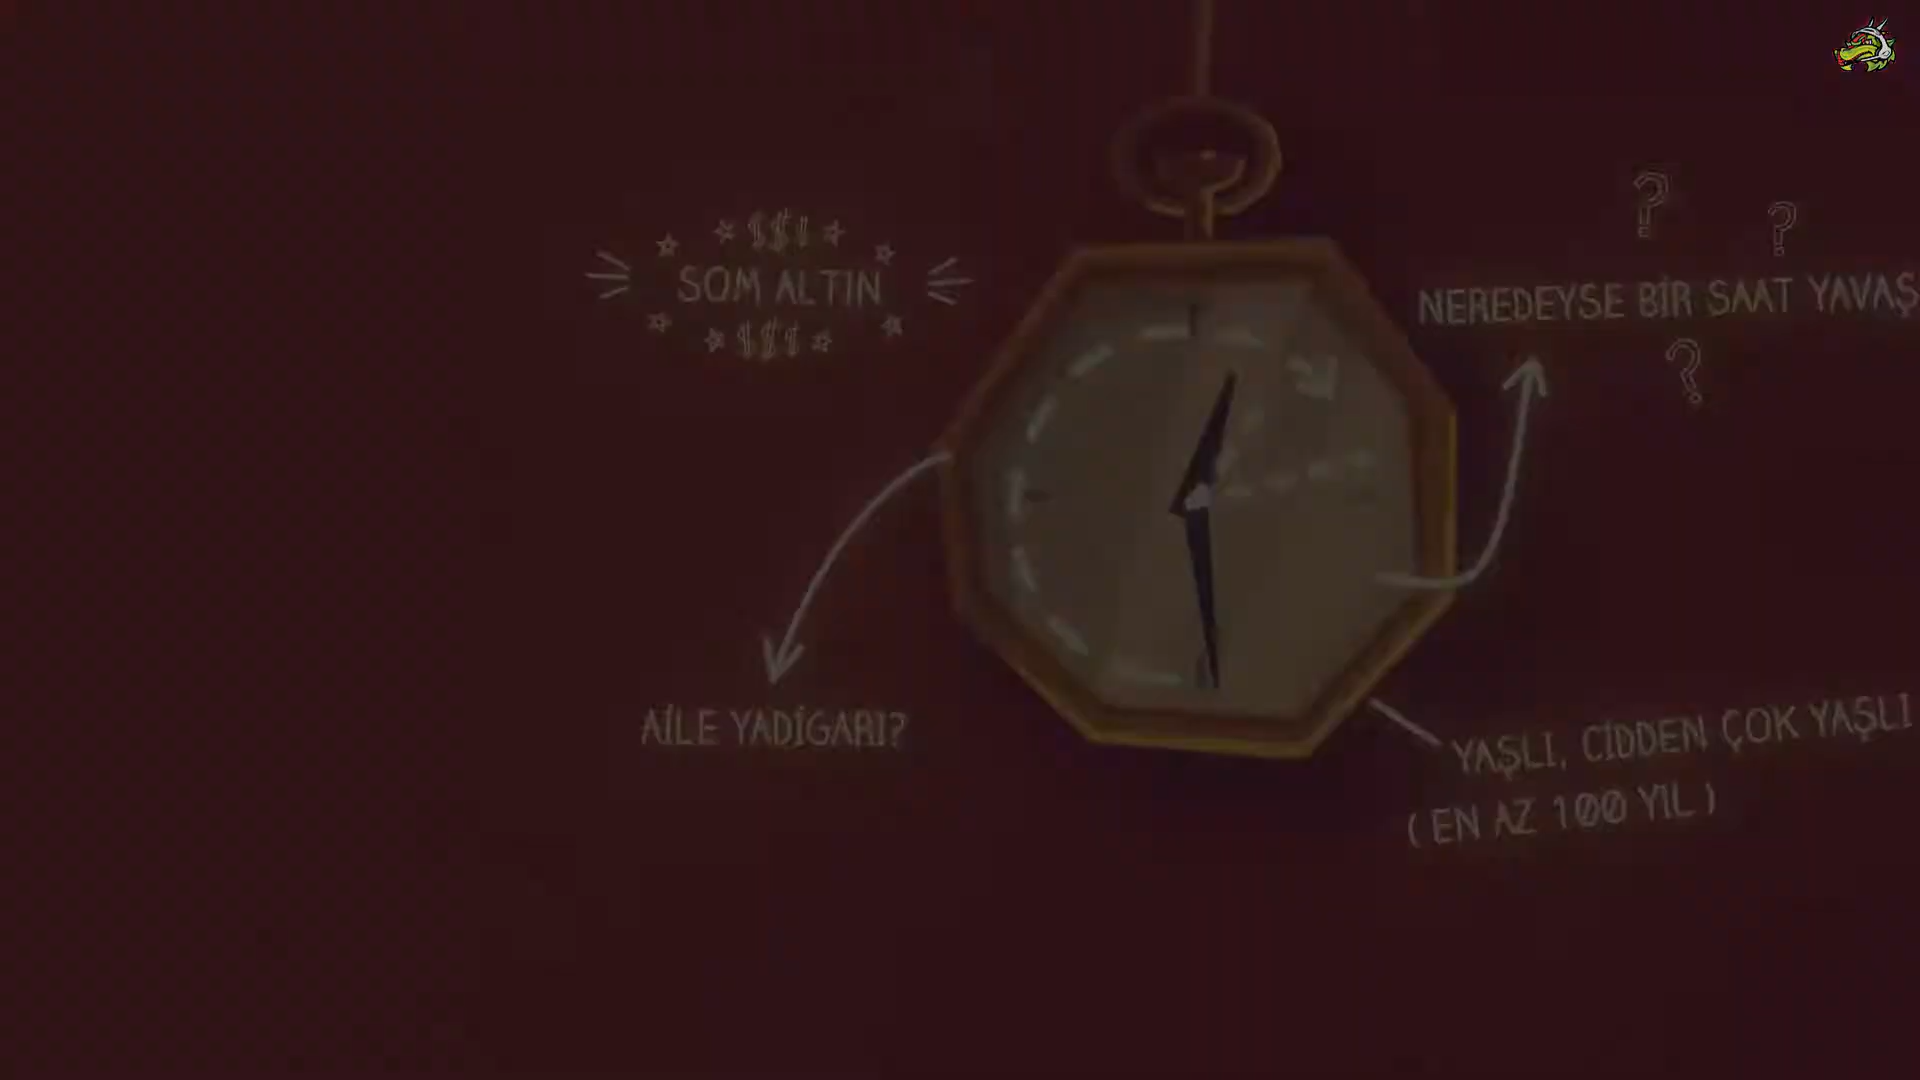 $$$
SOM ALTIN
$$$
? ?
NEREDEYSE BİR SAAT YAVAŞ
?
AİLE YADİGARI?
YAŞLI, CİDDEN ÇOK YAŞLI
( EN AZ 100 YIL )